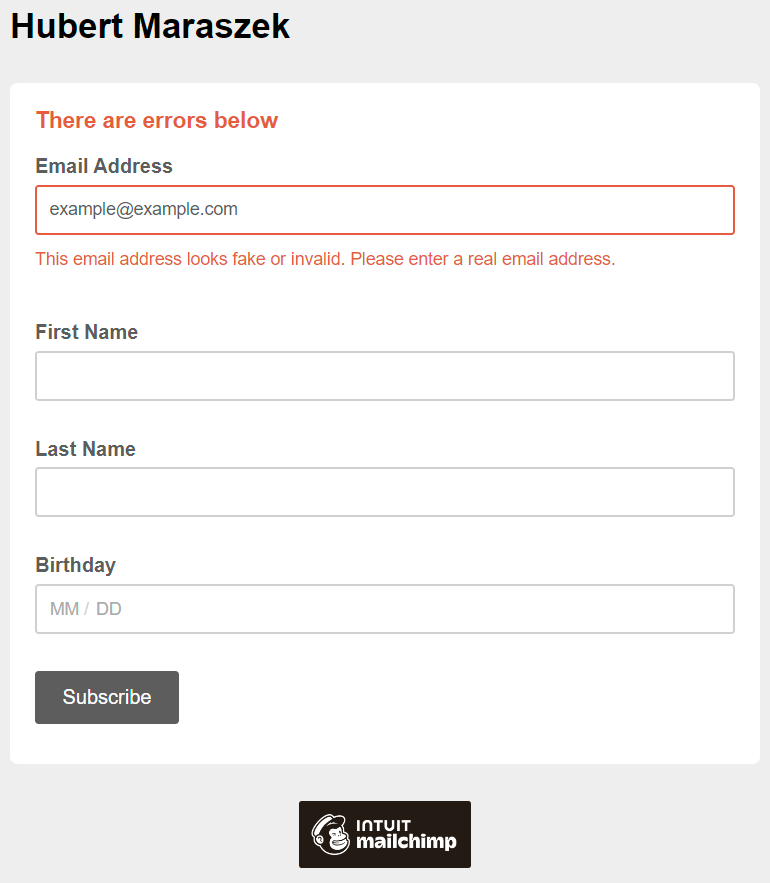 Hubert Maraszek
There are errors below
Email Address
example@example.com
This email address looks fake or invalid. Please enter a real email address.
First Name
Last Name
Birthday
MM / DD
Subscribe
INTUIT
mailchimp